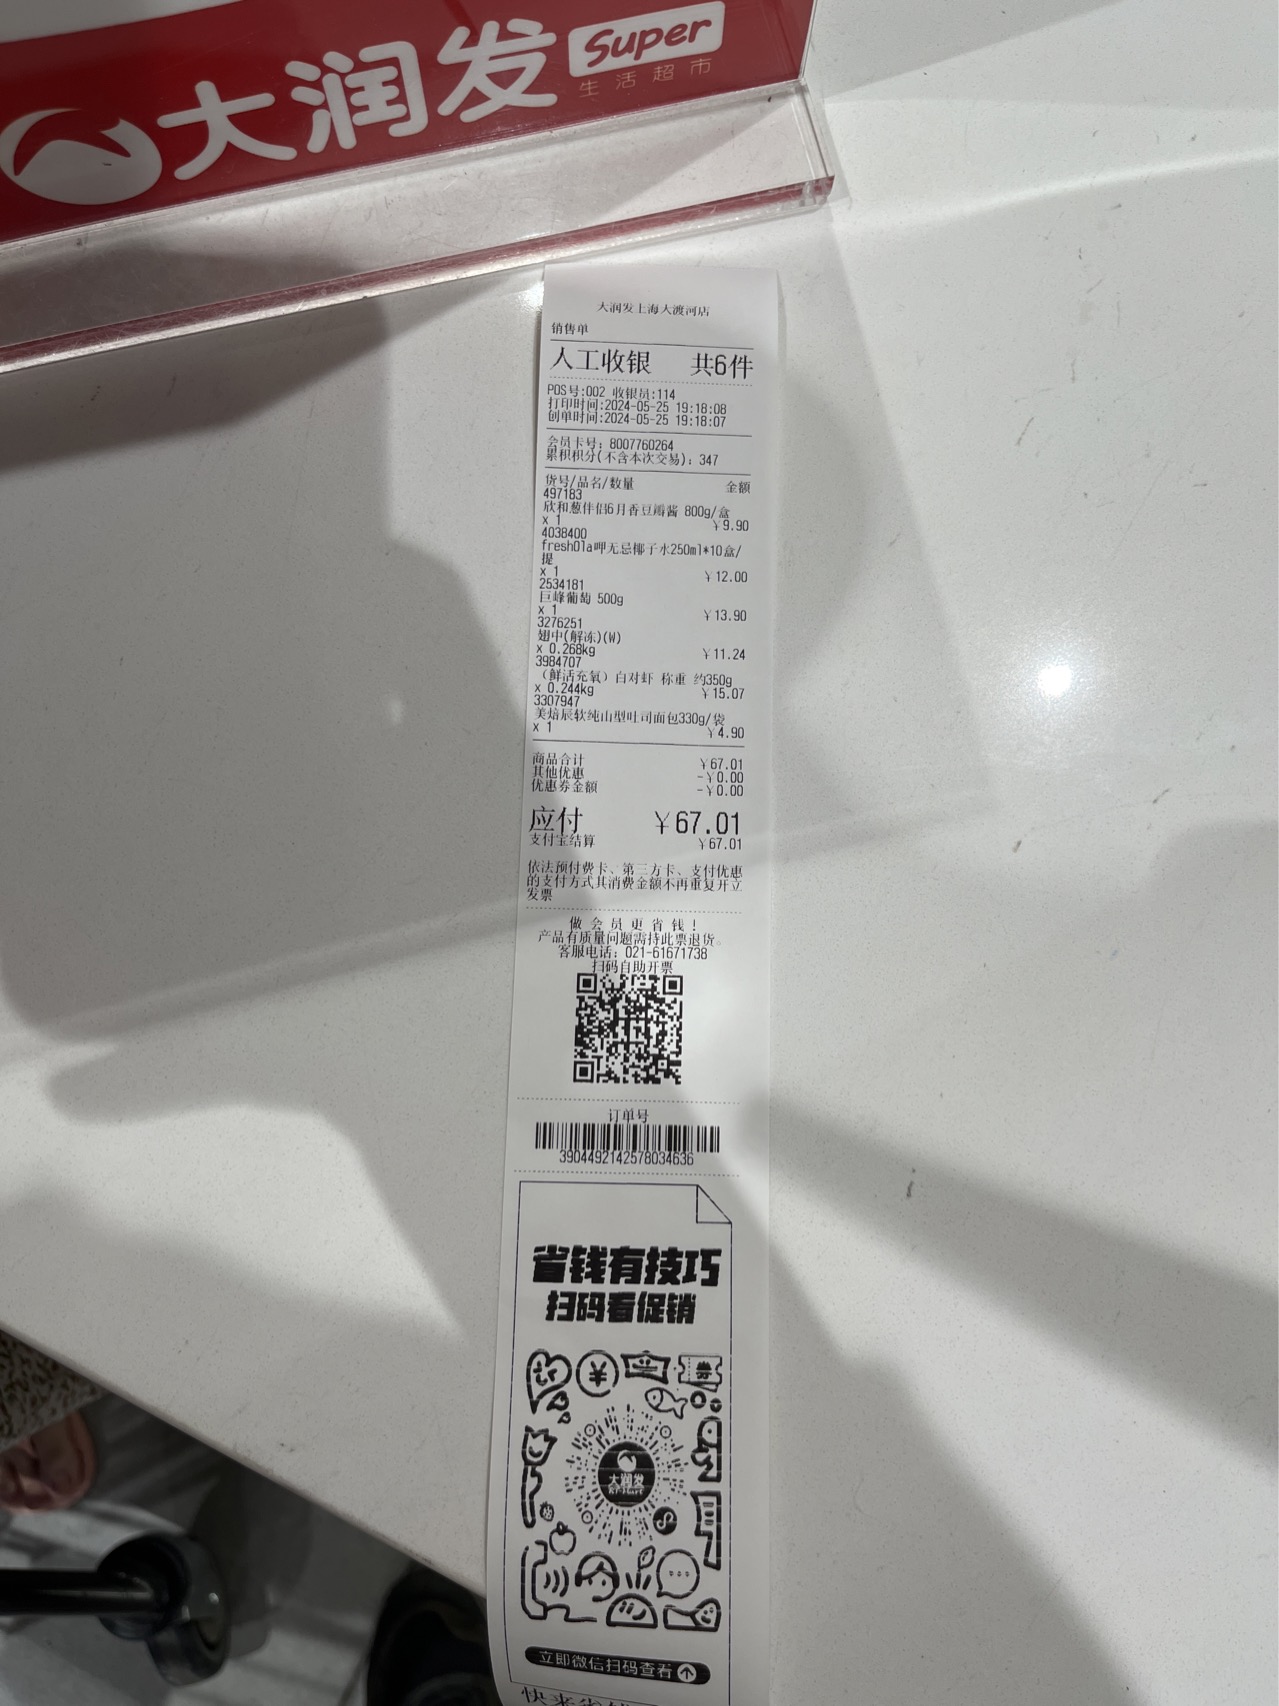 大润发 Super
生活超市
大润发上海大渡河店
销售单
人工收银 共6件
POS号:002 收银员:114
打印时间:2024-05-25 19:18:08
创单时间:2024-05-25 19:18:07
会员卡号: 8007760264
累积积分(不含本次交易): 347
货号/品名/数量 金额
497183
欣和葱伴侣6月香豆瓣酱 800g/盒
x 1 ¥9.90
4038400
freshOla呷无忌椰子水250ml*10盒/
提
x 1 ¥12.00
2534181
巨峰葡萄 500g
x 1 ¥13.90
3276251
翅中(解冻)(W)
x 0.268kg ¥11.24
3984707
（鲜活充氧）白对虾 称重 约350g
x 0.244kg ¥15.07
3307947
美焙辰软纯山型吐司面包330g/袋
x 1 ¥4.90
商品合计 ¥67.01
其他优惠 -¥0.00
优惠券金额 -¥0.00
应付 ¥67.01
支付宝结算 ¥67.01
依法预付费卡、第三方卡、支付优惠
的支付方式其消费金额不再重复开立
发票
做会员更省钱!
产品有质量问题需持此票退货。
客服电话: 021-61671738
扫码自助开票
订单号
3904492142578034636
省钱有技巧
扫码看促销
券
大润发
RT-Mart
立即微信扫码查看
快来省钱